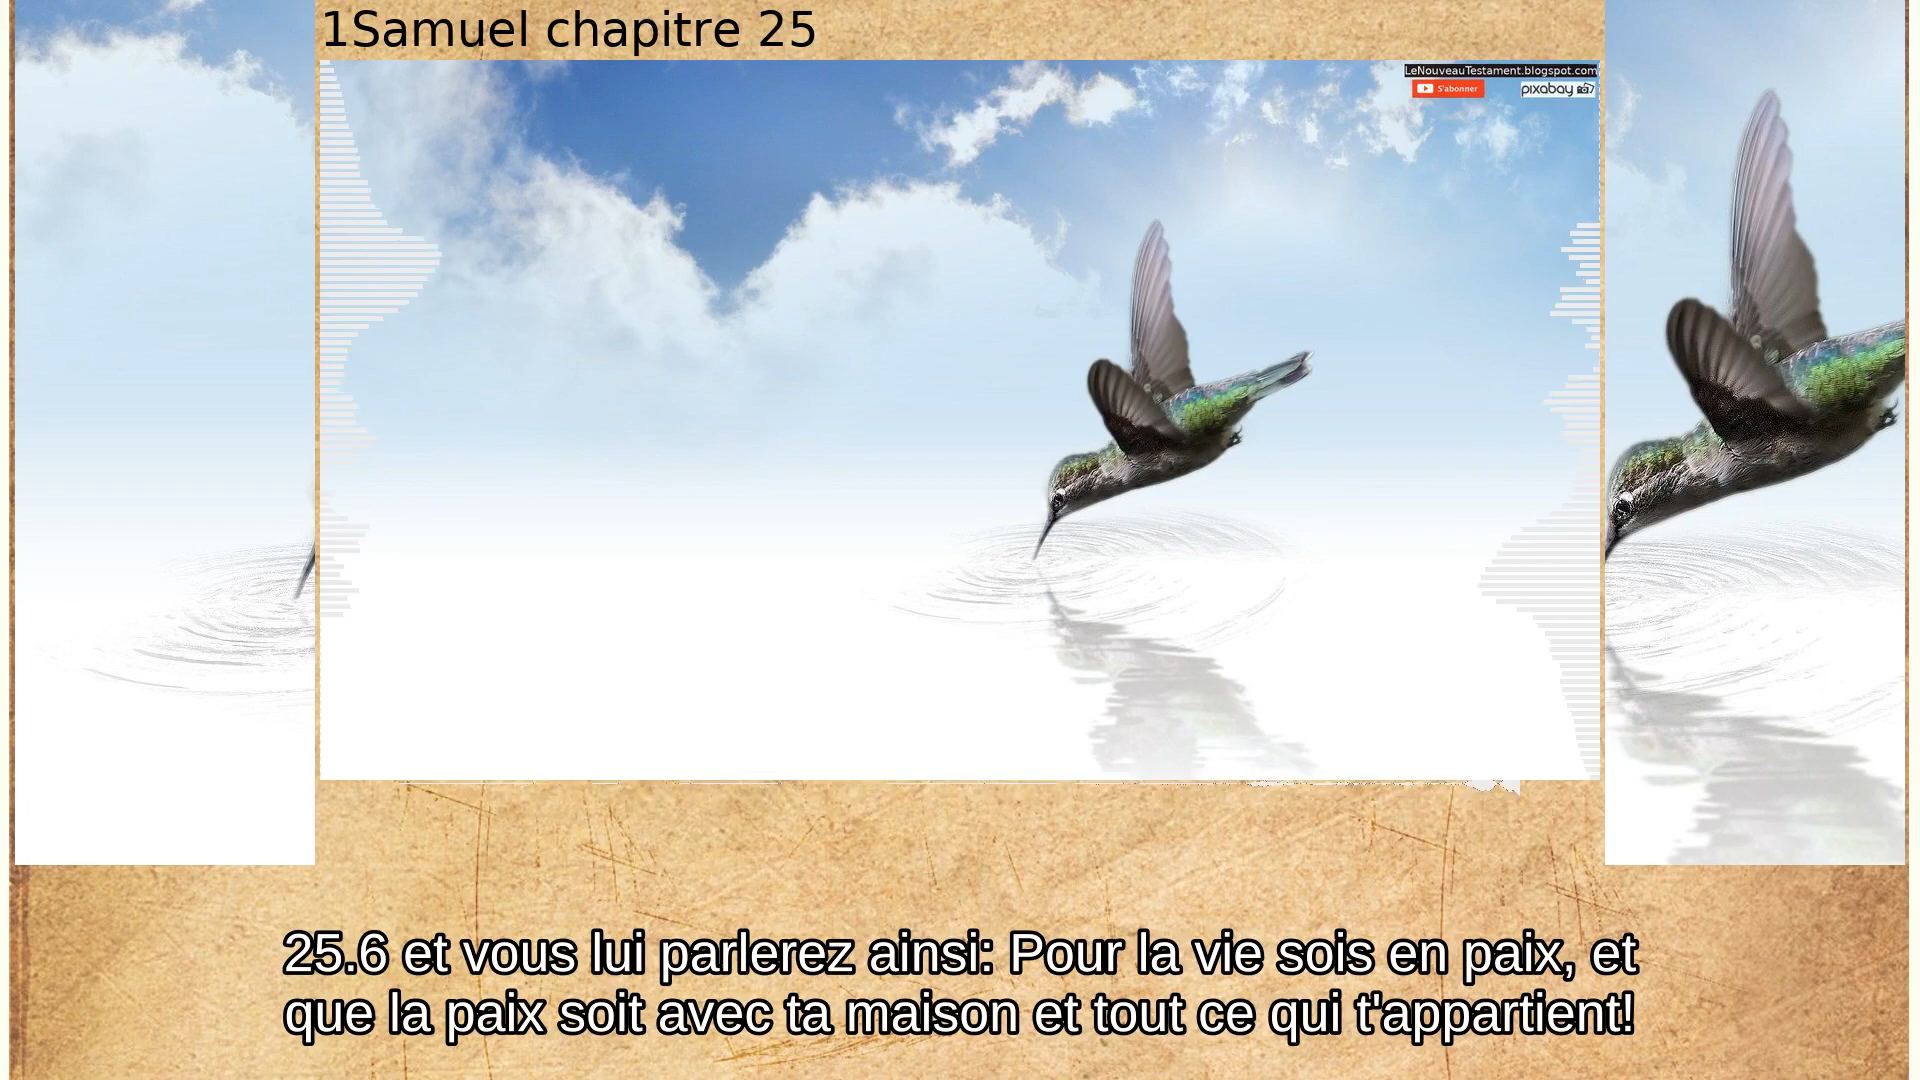 1Samuel chapitre 25
LeNouveauTestament.blogspot.com
S'abonner
pixabay
25.6 et vous lui parlerez ainsi: Pour la vie sois en paix, et
que la paix soit avec ta maison et tout ce qui t'appartient!